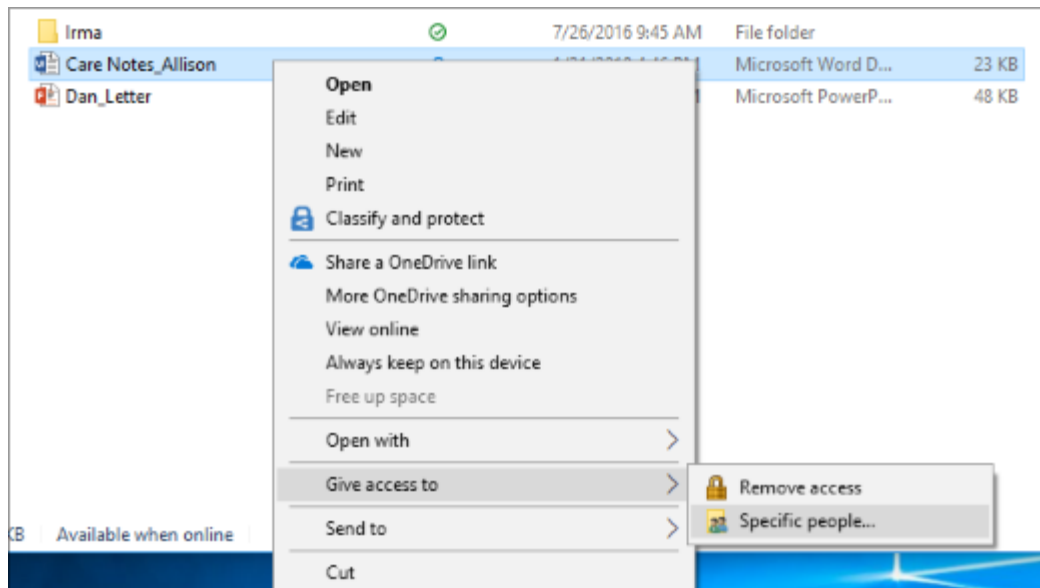 Irma 7/26/2016 9:45 AM File folder
Care Notes_Allison Microsoft Word D... 23 KB
Dan_Letter Microsoft PowerP... 48 KB
Open
Edit
New
Print
Classify and protect
Share a OneDrive link
More OneDrive sharing options
View online
Always keep on this device
Free up space
Open with
Give access to
Remove access
Specific people...
KB Available when online
Send to
Cut